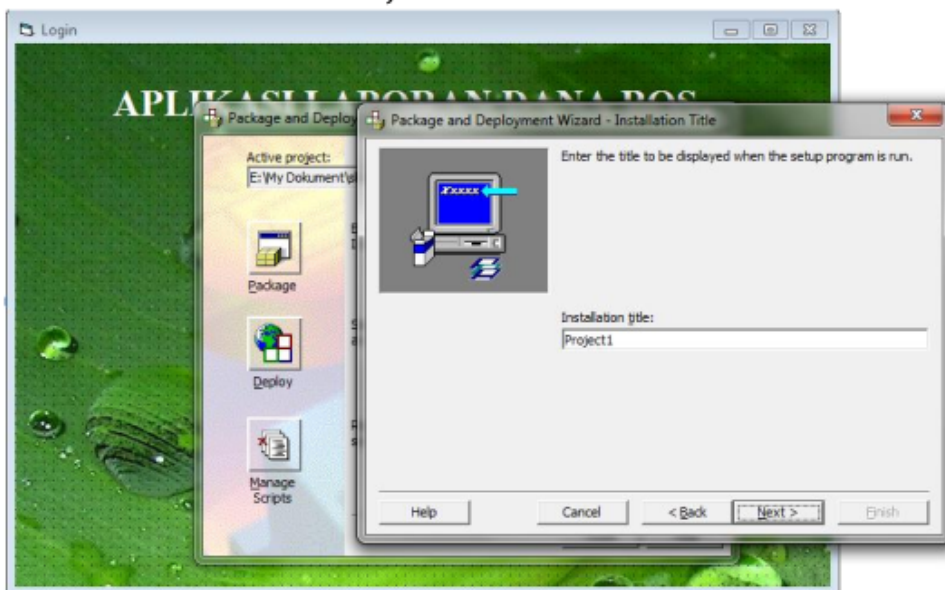 Login
APLIKASI LAPORAN DANA BOS
Package and Deploy
Package and Deployment Wizard - Installation Title
Active project:
E:\My Dokument\
Enter the title to be displayed when the setup program is run.
Xxxxx
Package
Installation title:
Project1
Deploy
Manage
Scripts
Help
Cancel
< Back
Next >
Finish